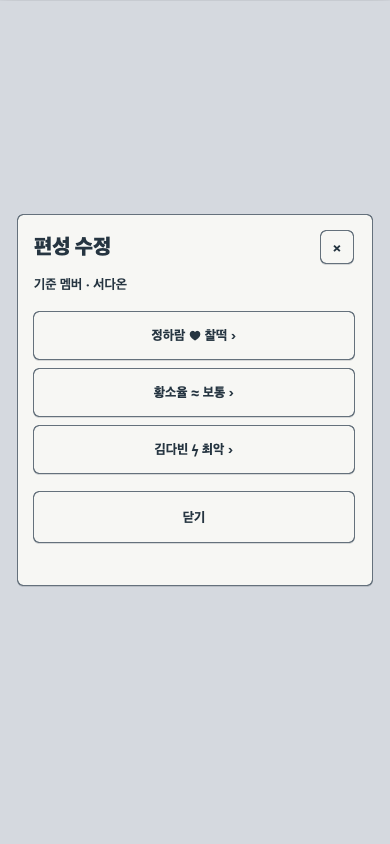 편성 수정
×
기준 멤버 · 서다온
정하람 ♥ 찰떡 ›
황소율 ≈ 보통 ›
김다빈 ϟ 최악 ›
닫기